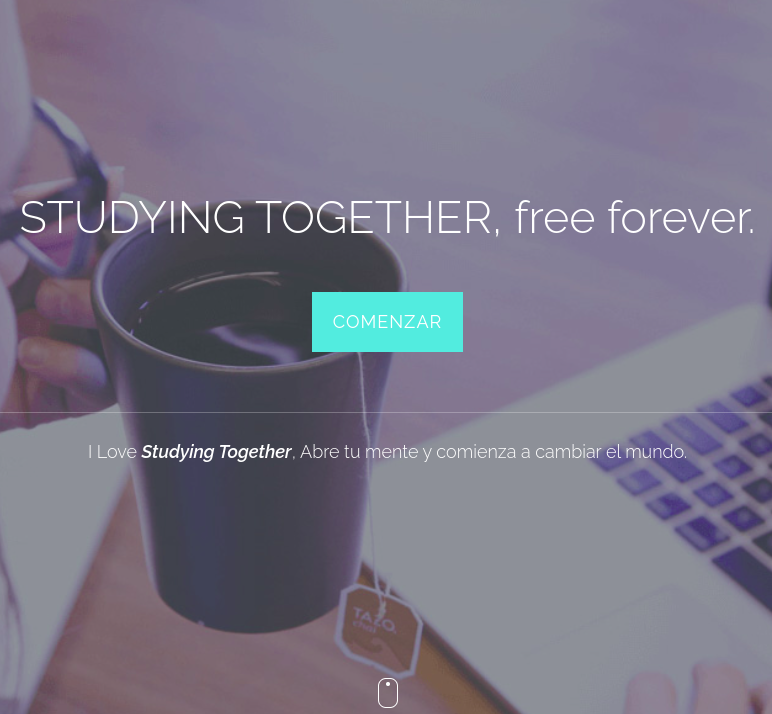 STUDYING TOGETHER, free forever.
COMENZAR
I Love Studying Together, Abre tu mente y comienza a cambiar el mundo.
TAZO.